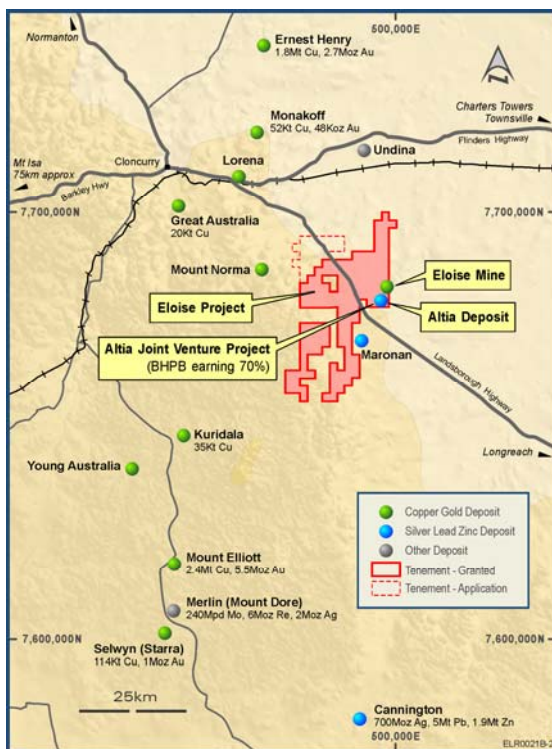 500,000E
Normanton
Ernest Henry
1.8Mt Cu, 2.7Moz Au
Monakoff
52Kt Cu, 48Koz Au
Charters Towers
Townsville
Flinders Highway
Undina
Mt Isa
75km approx
Cloncurry
Lorena
Barkley Hwy
7,700,000N
7,700,000N
Great Australia
20Kt Cu
Mount Norma
Eloise Mine
Eloise Project
Altia Deposit
Altia Joint Venture Project
(BHPB earning 70%)
Maronan
Landsborough Highway
Kuridala
35Kt Cu
Longreach
Young Australia
Copper Gold Deposit
Silver Lead Zinc Deposit
Other Deposit
Tenement - Granted
Tenement - Application
Mount Elliott
2.4Mt Cu, 5.5Moz Au
Merlin (Mount Dore)
240Mpd Mo, 6Moz Re, 2Moz Ag
7,600,000N
7,600,000N
Selwyn (Starra)
114Kt Cu, 1Moz Au
25km
Cannington
700Moz Ag, 5Mt Pb, 1.9Mt Zn
500,000E